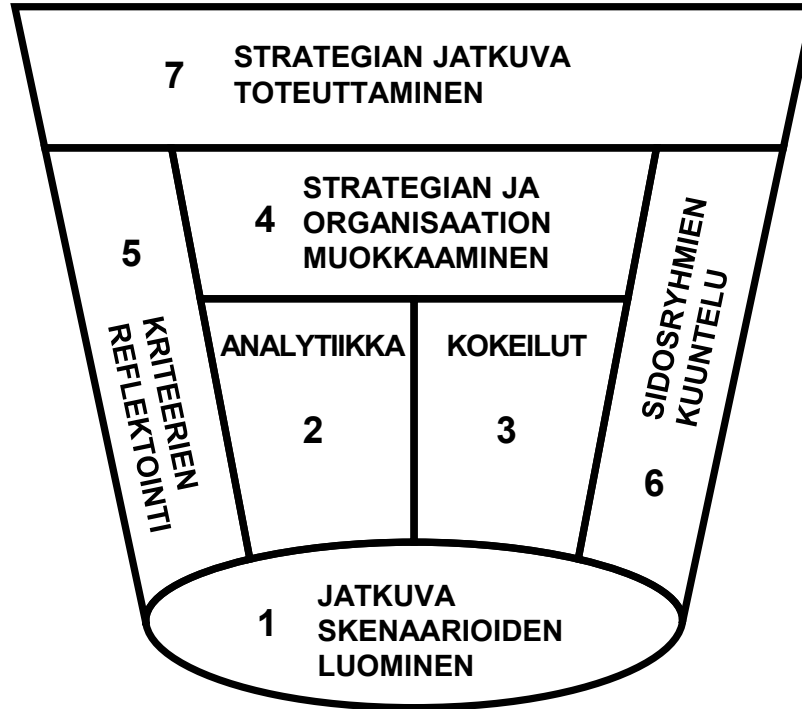 7
STRATEGIAN JATKUVA
TOTEUTTAMINEN
5
KRITEERIEN
REFLEKTOINTI
4
STRATEGIAN JA
ORGANISAATION
MUOKKAAMINEN
ANALYTIIKKA
2
KOKEILUT
3
SIDOSRYHMIEN
KUUNTELU
6
1
JATKUVA
SKENAARIOIDEN
LUOMINEN